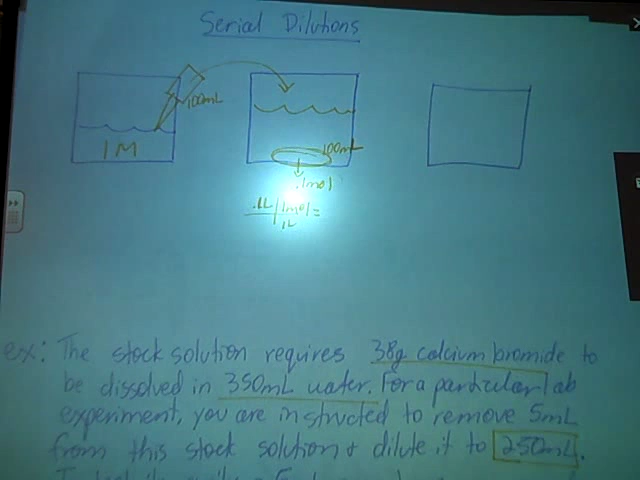 Serial Dilutions
100mL
1M
100mL
.1mol
.1L | 1mol =
1L
ex: The stock solution requires 38g calcium bromide to
be dissolved in 350mL water. For a particular lab
experiment, you are instructed to remove 5mL
from this stock solution + dilute it to 250mL.